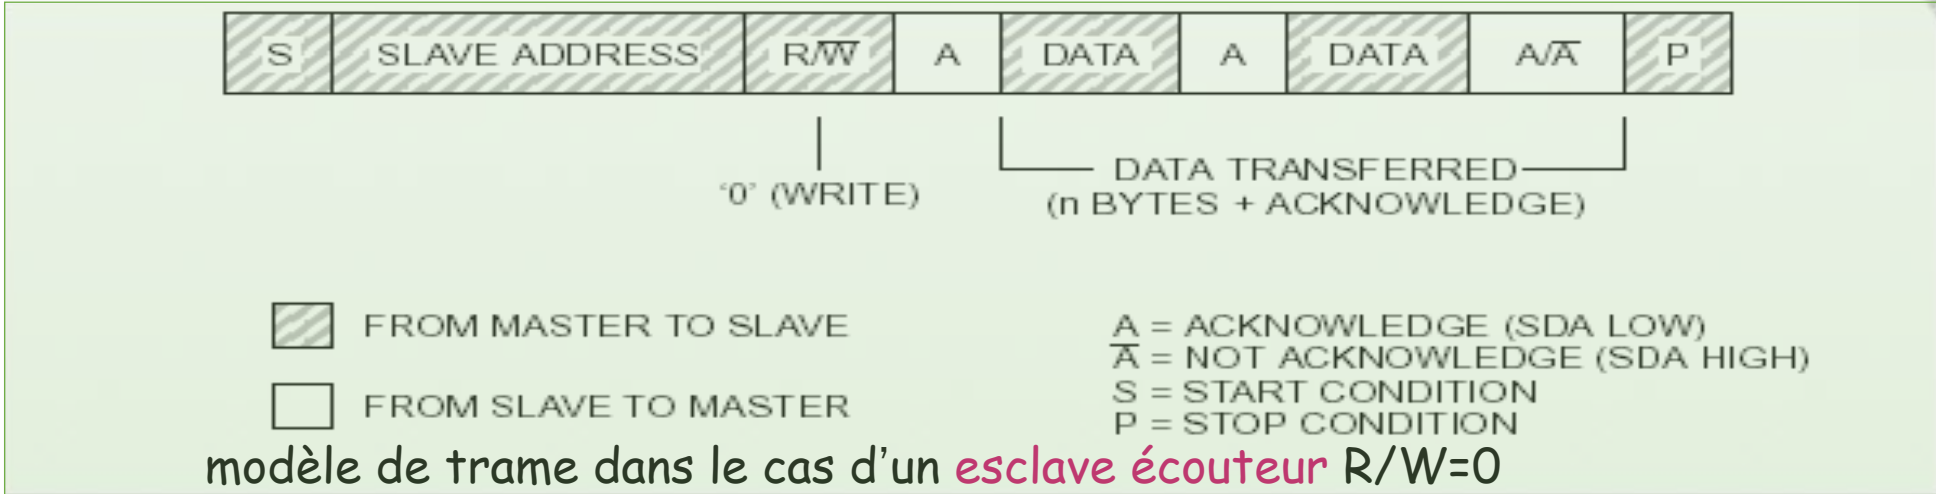 S SLAVE ADDRESS R/W̅ A DATA A DATA A/A̅ P
'0' (WRITE)
DATA TRANSFERRED
(n BYTES + ACKNOWLEDGE)
FROM MASTER TO SLAVE
FROM SLAVE TO MASTER
A = ACKNOWLEDGE (SDA LOW)
A̅ = NOT ACKNOWLEDGE (SDA HIGH)
S = START CONDITION
P = STOP CONDITION
modèle de trame dans le cas d'un esclave écouteur R/W=0